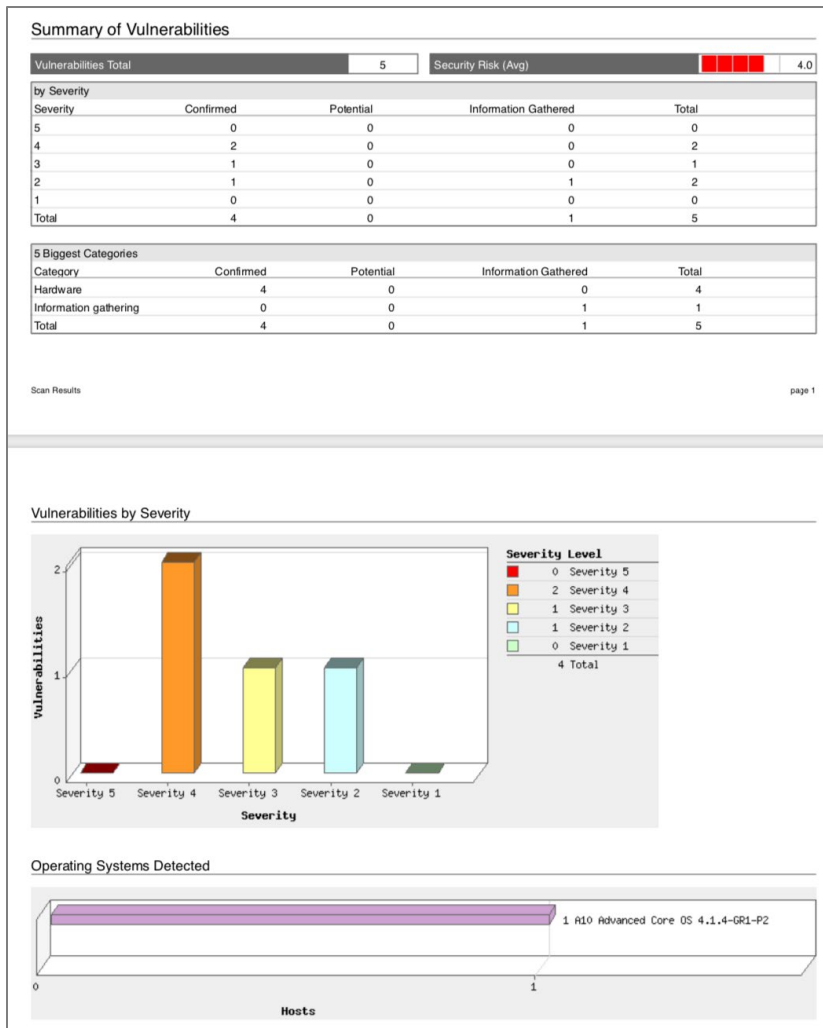 Summary of Vulnerabilities
Vulnerabilities Total 5 Security Risk (Avg) 4.0
by Severity
Severity Confirmed Potential Information Gathered Total
5 0 0 0 0
4 2 0 0 2
3 1 0 0 1
2 1 0 1 2
1 0 0 0 0
Total 4 0 1 5
5 Biggest Categories
Category Confirmed Potential Information Gathered Total
Hardware 4 0 0 4
Information gathering 0 0 1 1
Total 4 0 1 5
Scan Results page 1
Vulnerabilities by Severity
Vulnerabilities
2
1
0
Severity 5 Severity 4 Severity 3 Severity 2 Severity 1
Severity
Severity Level
0 Severity 5
2 Severity 4
1 Severity 3
1 Severity 2
0 Severity 1
4 Total
Operating Systems Detected
1 A10 Advanced Core OS 4.1.4-GR1-P2
0 1
Hosts